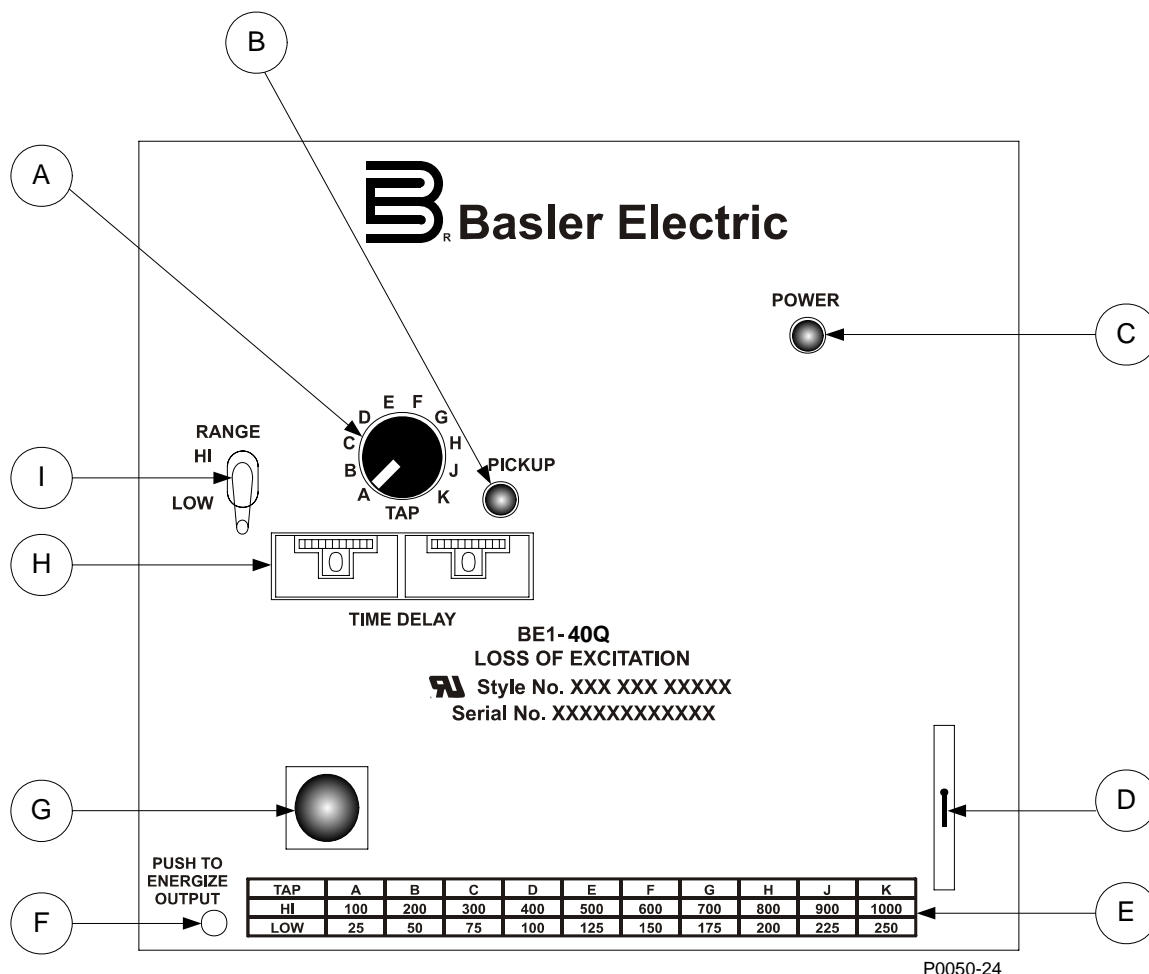 B
A
R Basler Electric
POWER
C
E F
D G
C H
B J
A K
TAP
RANGE
HI
LOW
I
PICKUP
H
0 0
TIME DELAY
BE1-40Q
LOSS OF EXCITATION
Style No. XXX XXX XXXXX
Serial No. XXXXXXXXXXXX
G
D
PUSH TO
ENERGIZE
OUTPUT
F
TAP A B C D E F G H J K
HI 100 200 300 400 500 600 700 800 900 1000
LOW 25 50 75 100 125 150 175 200 225 250
E
P0050-24